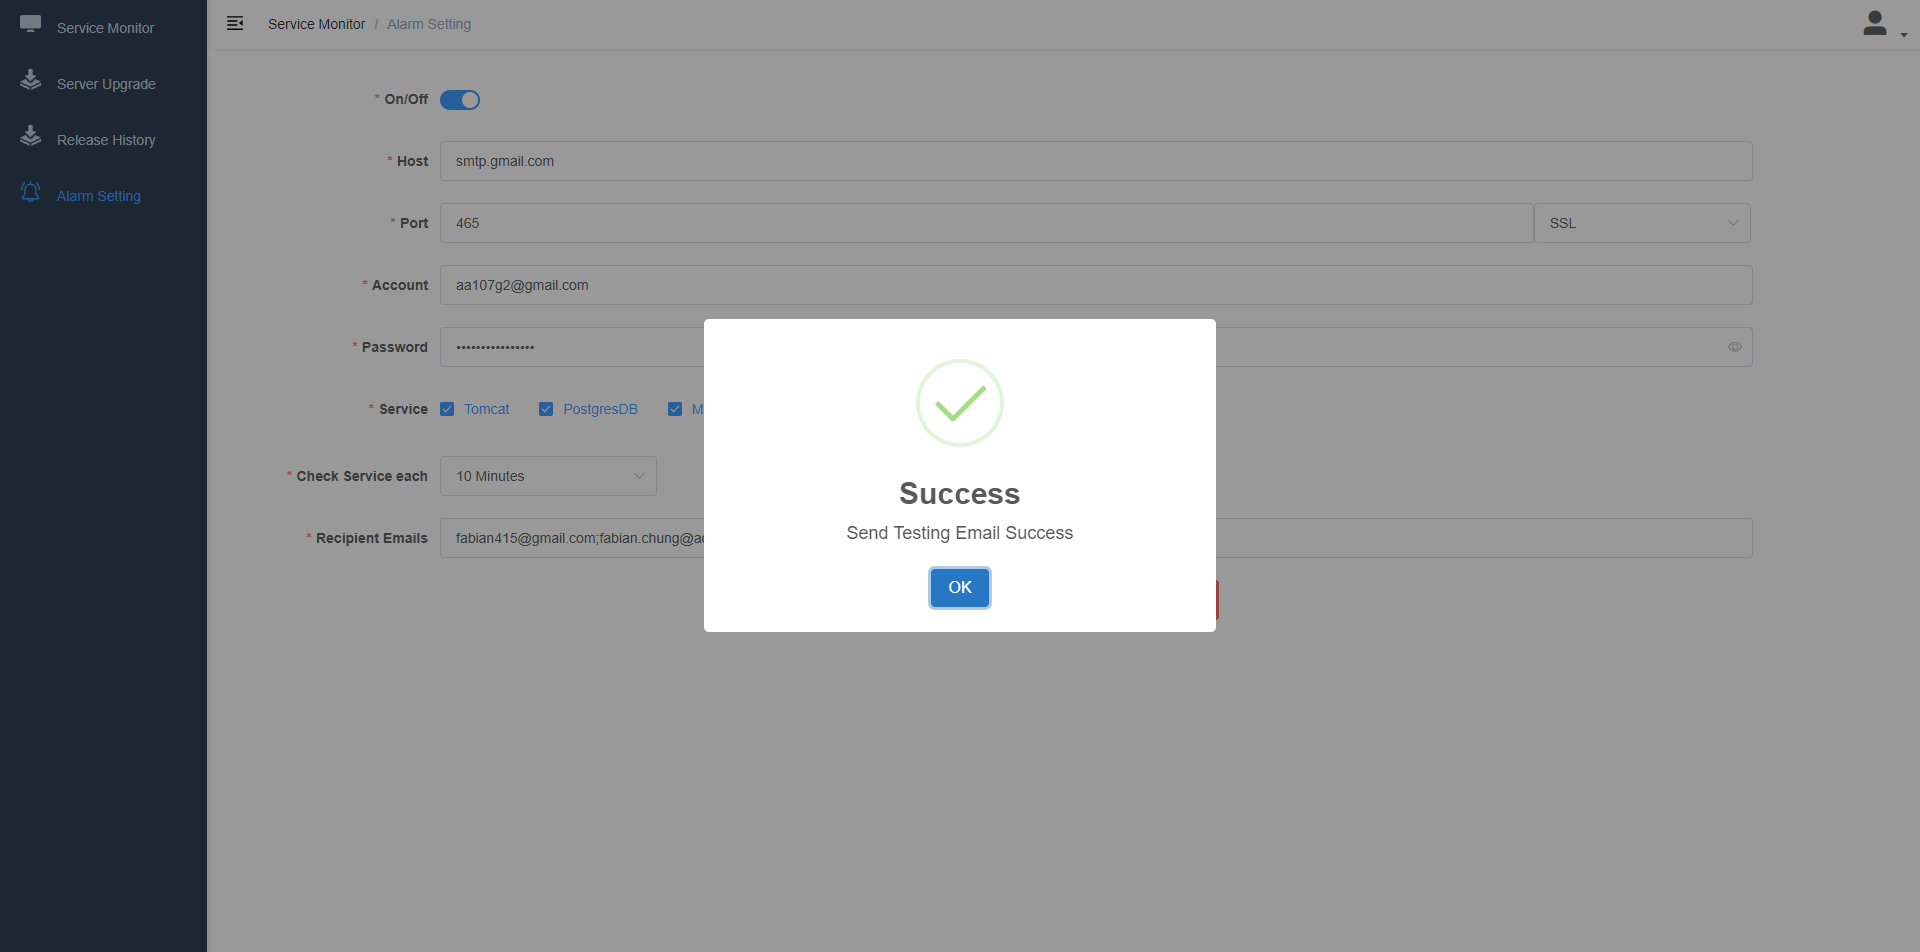 Service Monitor
Server Upgrade
Release History
Alarm Setting
Service Monitor / Alarm Setting
* On/Off
* Host smtp.gmail.com
* Port 465 SSL
* Account aa107g2@gmail.com
* Password ••••••••••••••••
* Service Tomcat PostgresDB M
* Check Service each 10 Minutes
* Recipient Emails fabian415@gmail.com;fabian.chung@a
Success
Send Testing Email Success
OK